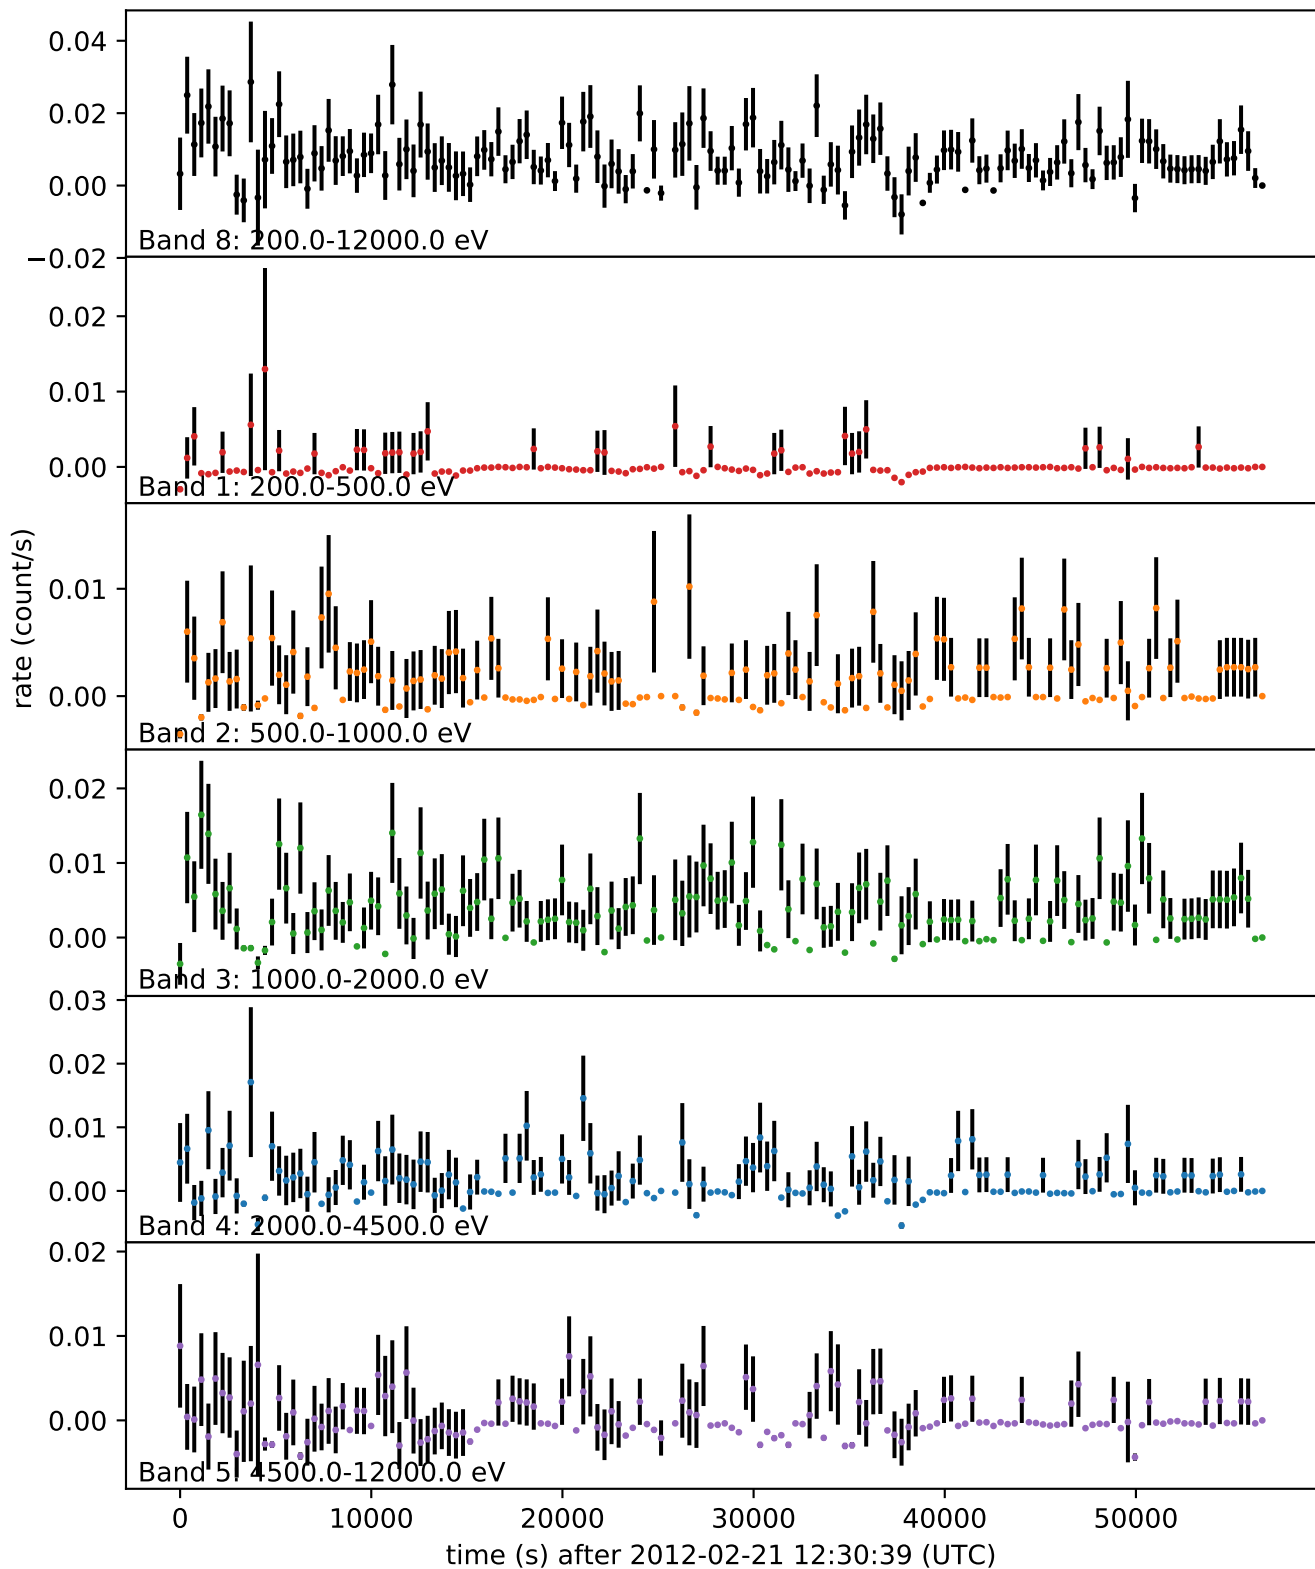 0.04
0.02
0.00
−0.02
Band 8: 200.0-12000.0 eV
0.02
0.01
0.00
Band 1: 200.0-500.0 eV
0.01
0.00
Band 2: 500.0-1000.0 eV
rate (count/s)
0.02
0.01
0.00
Band 3: 1000.0-2000.0 eV
0.03
0.02
0.01
0.00
Band 4: 2000.0-4500.0 eV
0.02
0.01
0.00
Band 5: 4500.0-12000.0 eV
0 10000 20000 30000 40000 50000
time (s) after 2012-02-21 12:30:39 (UTC)